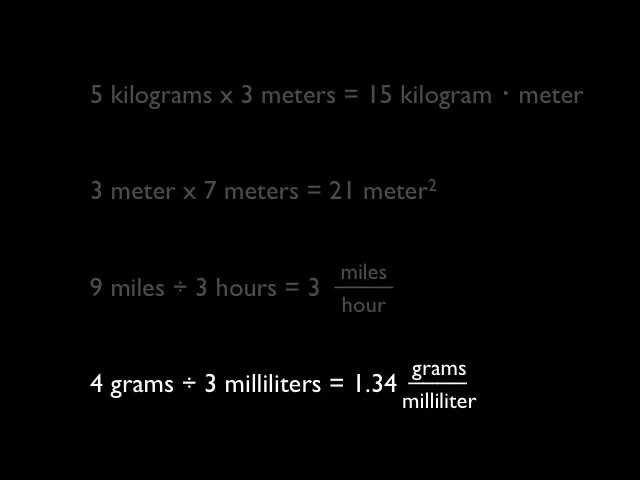 5 kilograms x 3 meters = 15 kilogram · meter
3 meter x 7 meters = 21 meter²
9 miles ÷ 3 hours = 3 miles
hour
4 grams ÷ 3 milliliters = 1.34 grams
milliliter